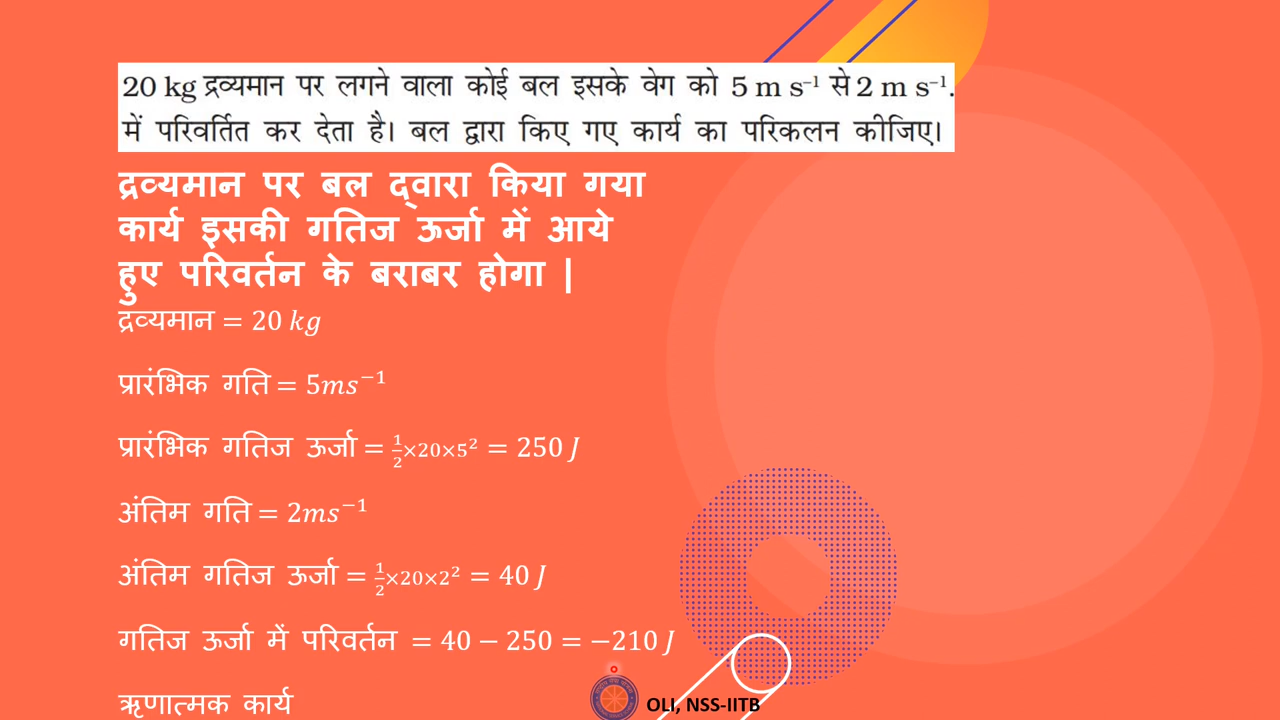 20 kg द्रव्यमान पर लगने वाला कोई बल इसके वेग को 5 m s⁻¹ से 2 m s⁻¹.
में परिवर्तित कर देता है। बल द्वारा किए गए कार्य का परिकलन कीजिए।
द्रव्यमान पर बल द्वारा किया गया
कार्य इसकी गतिज ऊर्जा में आये
हुए परिवर्तन के बराबर होगा |
द्रव्यमान = 20 kg
प्रारंभिक गति = 5ms⁻¹
प्रारंभिक गतिज ऊर्जा = 1/2×20×5² = 250 J
अंतिम गति = 2ms⁻¹
अंतिम गतिज ऊर्जा = 1/2×20×2² = 40 J
गतिज ऊर्जा में परिवर्तन = 40 − 250 = −210 J
ऋणात्मक कार्य
OLI, NSS-IITB